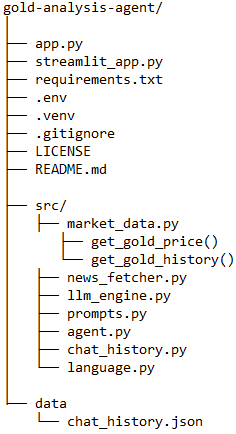 gold-analysis-agent/
├── app.py
├── streamlit_app.py
├── requirements.txt
├── .env
├── .venv
├── .gitignore
├── LICENSE
├── README.md
├── src/
│   ├── market_data.py
│   │   ├── get_gold_price()
│   │   └── get_gold_history()
│   ├── news_fetcher.py
│   ├── llm_engine.py
│   ├── prompts.py
│   ├── agent.py
│   ├── chat_history.py
│   └── language.py
└── data
    └── chat_history.json